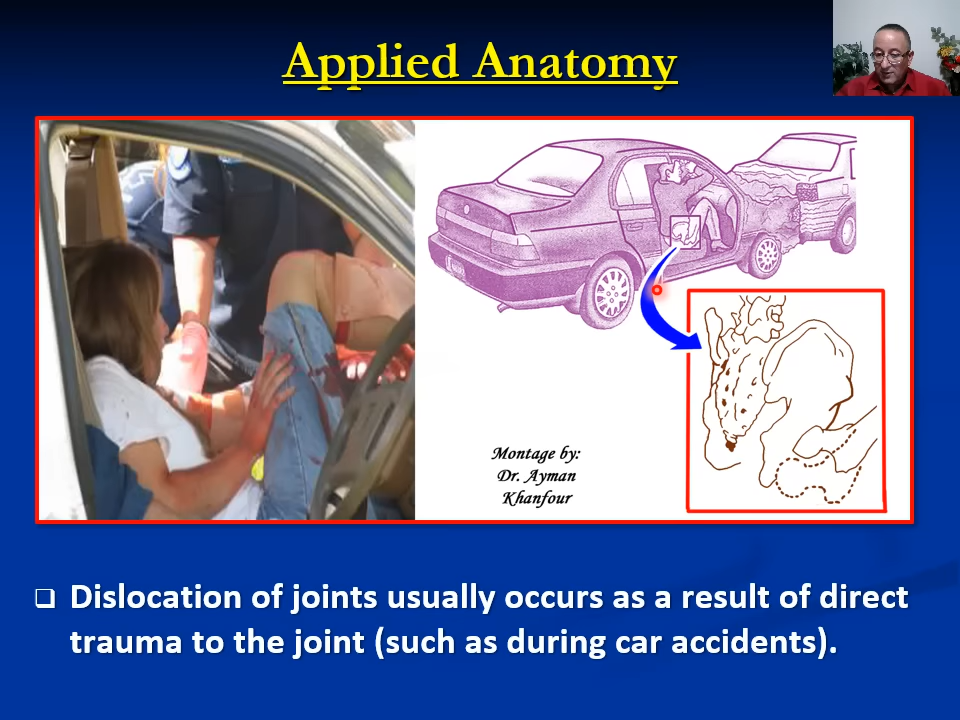 Applied Anatomy
Montage by:
Dr. Ayman
Khanfour
Dislocation of joints usually occurs as a result of direct
trauma to the joint (such as during car accidents).